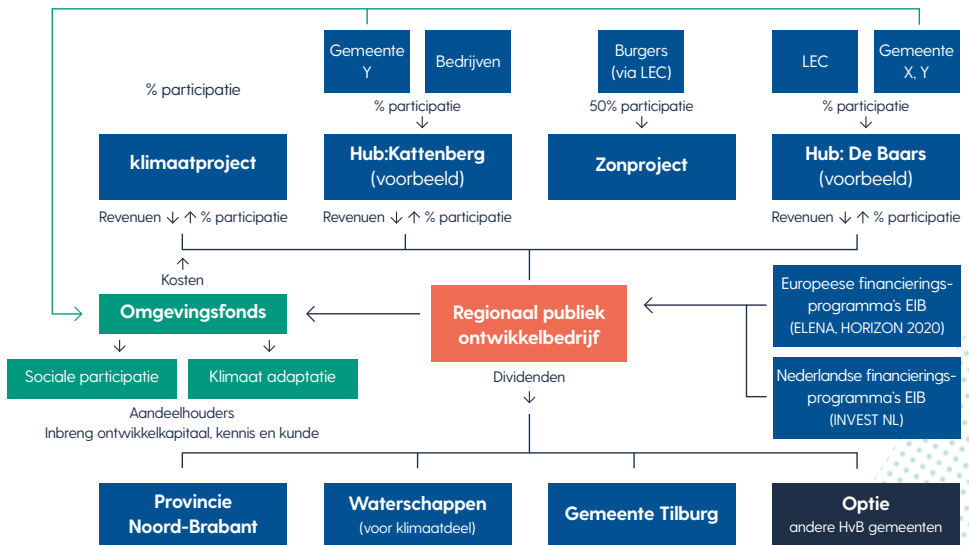 Gemeente
Y
Bedrijven
Burgers
(via LEC)
LEC
Gemeente
X, Y
% participatie
% participatie
50% participatie
% participatie
klimaatproject
Hub:Kattenberg
(voorbeeld)
Zonproject
Hub: De Baars
(voorbeeld)
Revenuen ↓ ↑ % participatie
Revenuen ↓ ↑ % participatie
Revenuen ↓ ↑ % participatie
Kosten
Omgevingsfonds
Regionaal publiek
ontwikkelbedrijf
Europeese financierings-
programma's EIB
(ELENA, HORIZON 2020)
Sociale participatie
Klimaat adaptatie
Dividenden
Nederlandse financierings-
programma's EIB
(INVEST NL)
Aandeelhouders
Inbreng ontwikkelkapitaal, kennis en kunde
Provincie
Noord-Brabant
Waterschappen
(voor klimaatdeel)
Gemeente Tilburg
Optie
andere HvB gemeenten